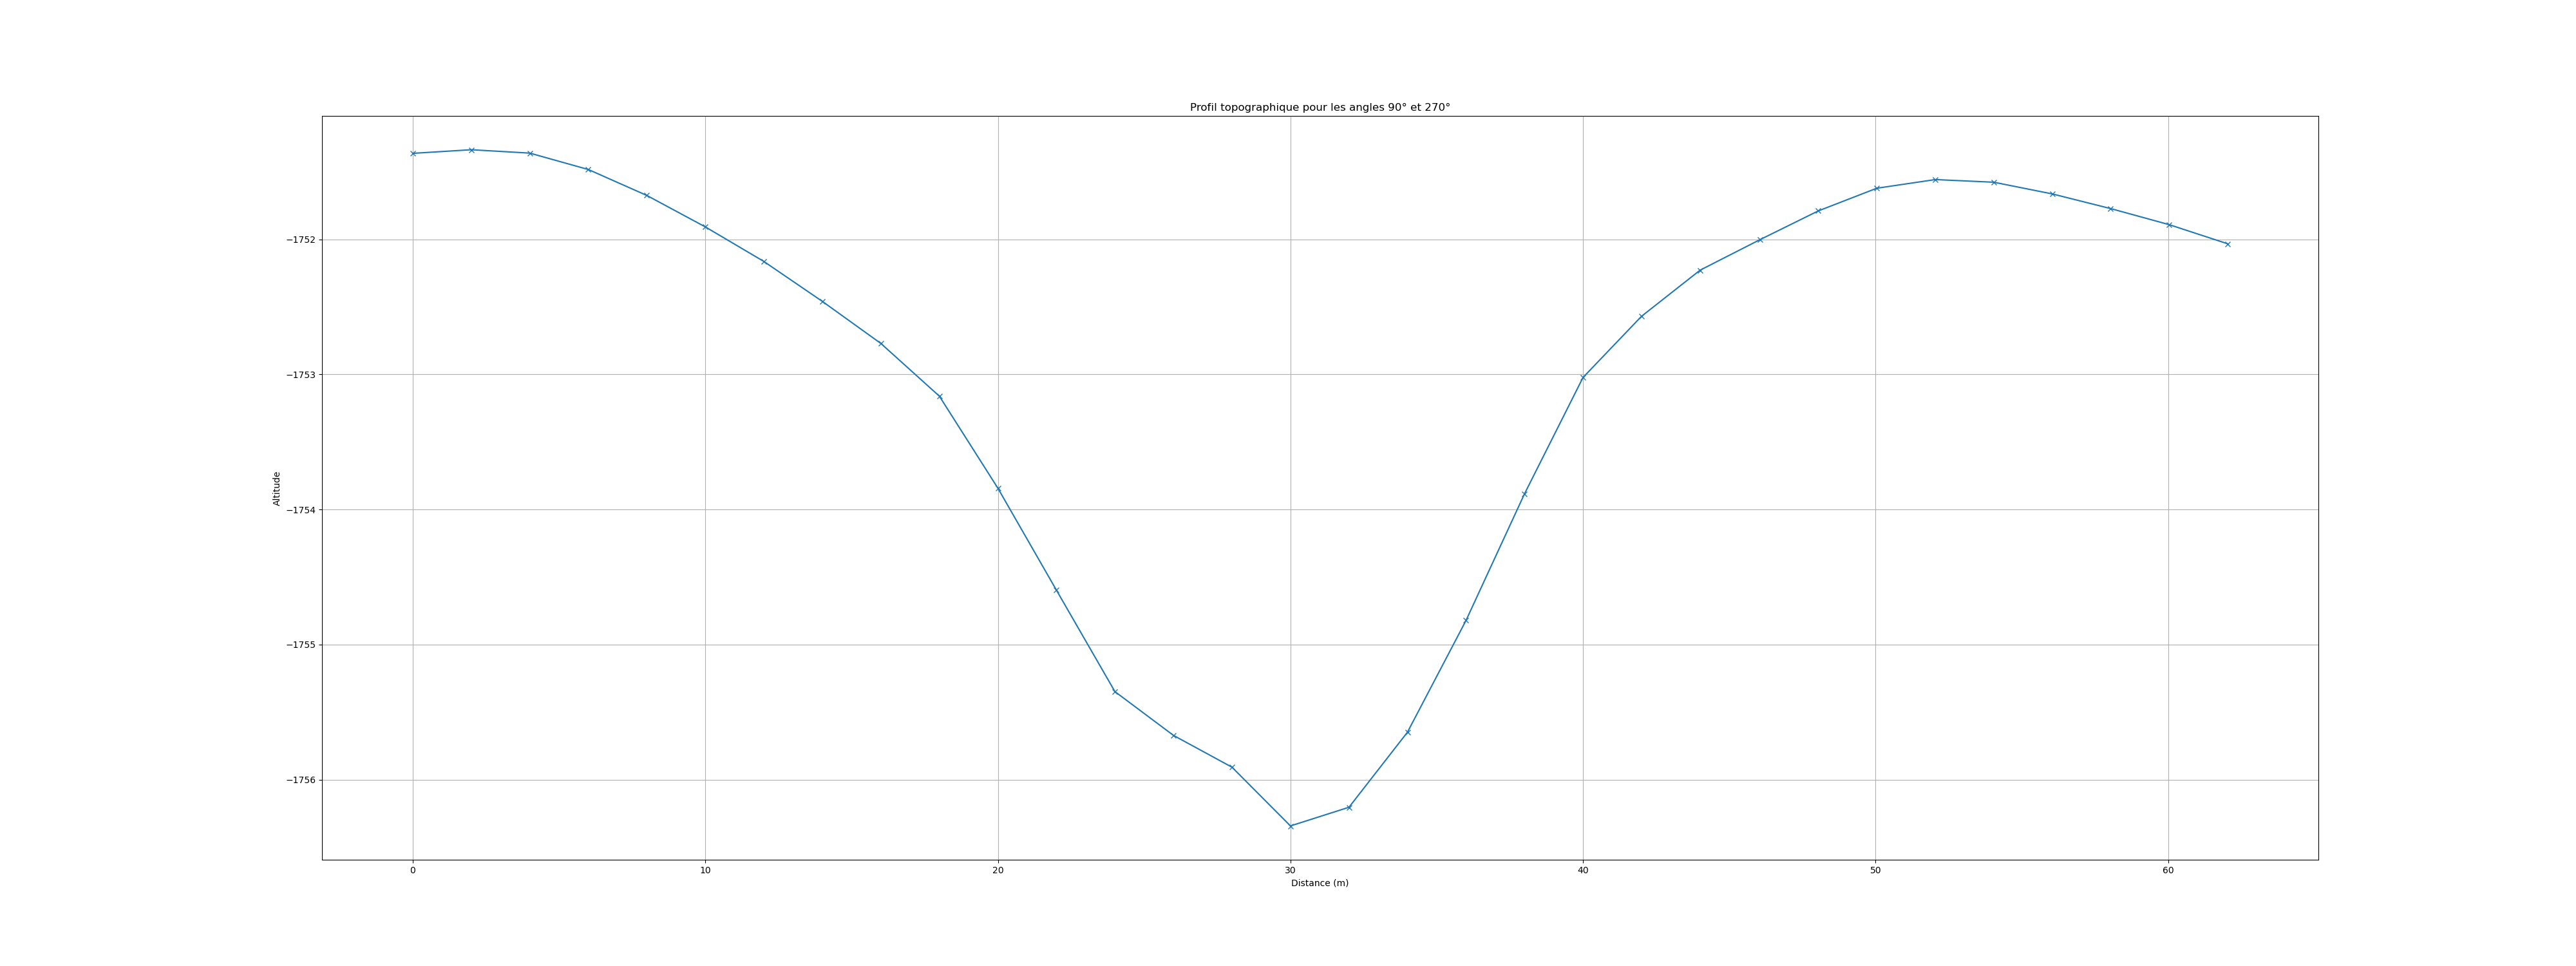 Profil topographique pour les angles 90° et 270°
Altitude
−1752
−1753
−1754
−1755
−1756
0 10 20 30 40 50 60
Distance (m)